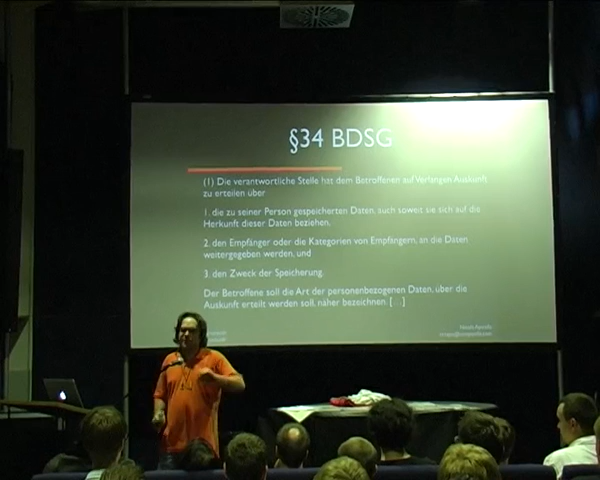 §34 BDSG
(1) Die verantwortliche Stelle hat dem Betroffenen auf Verlangen Auskunft
zu erteilen über
1. die zu seiner Person gespeicherten Daten, auch soweit sie sich auf die
Herkunft dieser Daten beziehen,
2. den Empfänger oder die Kategorien von Empfängern, an die Daten
weitergegeben werden, und
3. den Zweck der Speicherung.
Der Betroffene soll die Art der personenbezogenen Daten, über die
Auskunft erteilt werden soll, näher bezeichnen. [...]